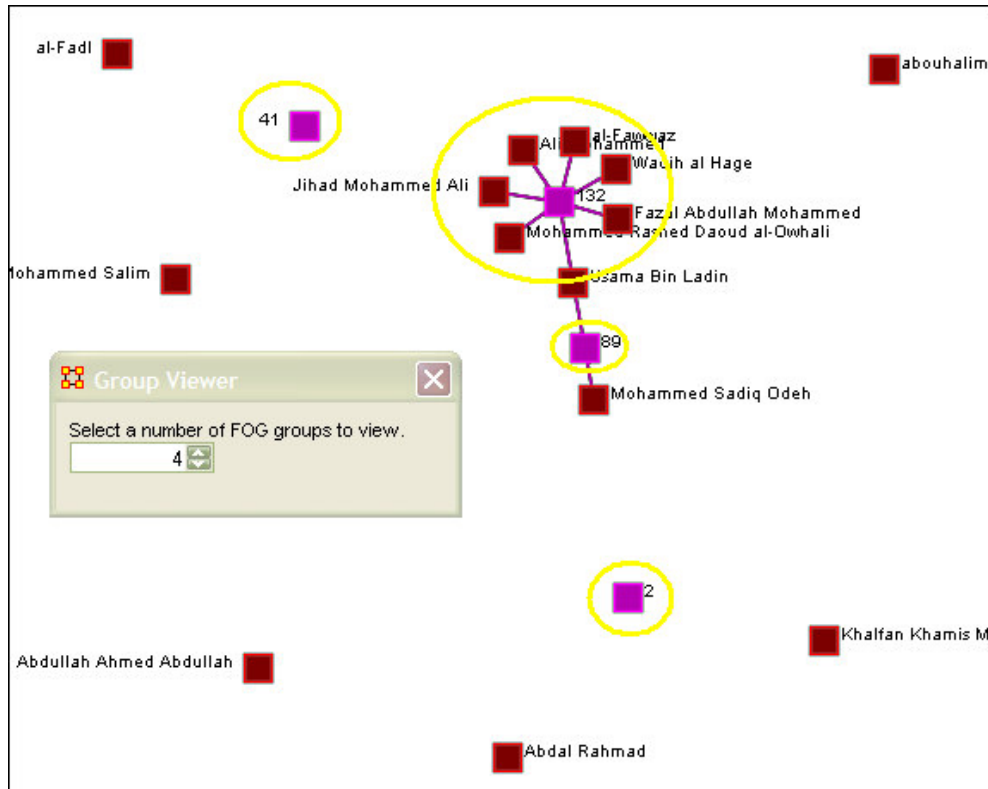 al-Fadl
abouhalim
41
al-Fawwaz
Ali Mohammed
Wadih al Hage
Jihad Mohammed Ali
132
Fazul Abdullah Mohammed
Mohammed Rashed Daoud al-Owhali
Mohammed Salim
Usama Bin Ladin
89
Group Viewer
Mohammed Sadiq Odeh
Select a number of FOG groups to view.
4
2
Khalfan Khamis M
Abdullah Ahmed Abdullah
Abdal Rahmad